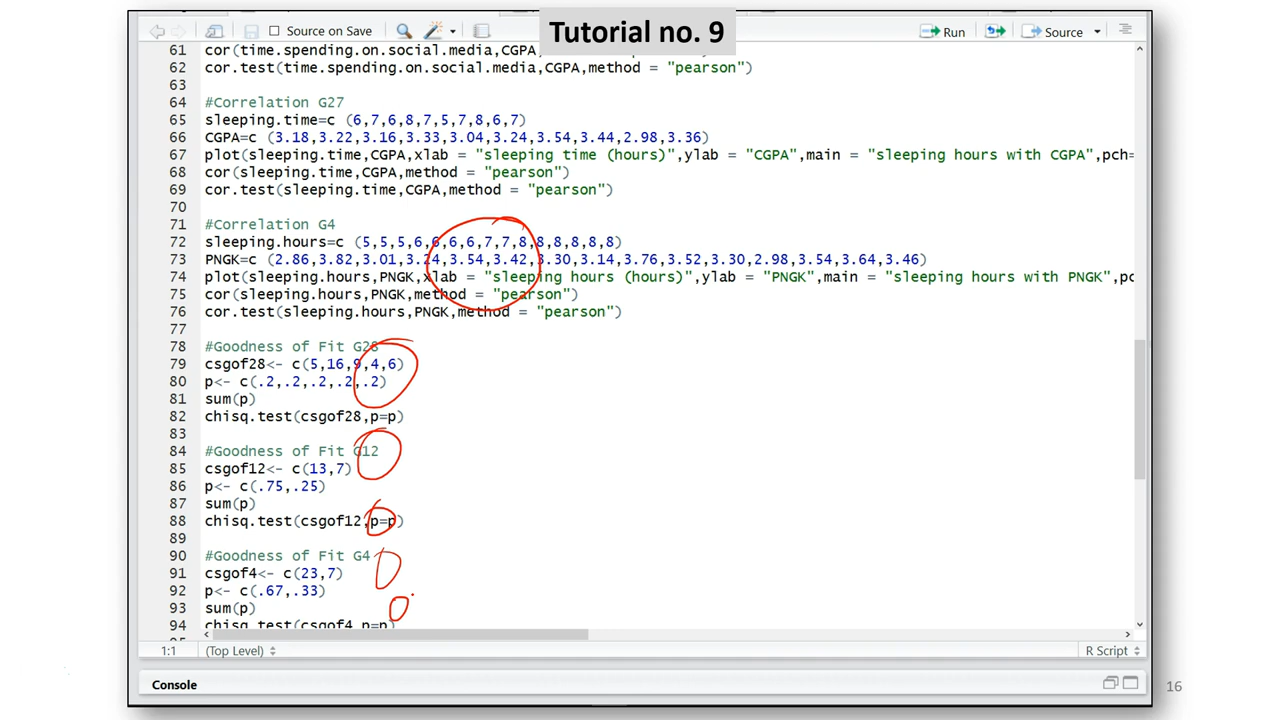 Tutorial no. 9
Source on Save
Run
Source
61 cor(time.spending.on.social.media,CGPA,
62 cor.test(time.spending.on.social.media,CGPA,method = "pearson")
63
64 #Correlation G27
65 sleeping.time=c (6,7,6,8,7,5,7,8,6,7)
66 CGPA=c (3.18,3.22,3.16,3.33,3.04,3.24,3.54,3.44,2.98,3.36)
67 plot(sleeping.time,CGPA,xlab = "sleeping time (hours)",ylab = "CGPA",main = "sleeping hours with CGPA",pch=
68 cor(sleeping.time,CGPA,method = "pearson")
69 cor.test(sleeping.time,CGPA,method = "pearson")
70
71 #Correlation G4
72 sleeping.hours=c (5,5,5,6,6,6,6,7,7,8,8,8,8,8,8)
73 PNGK=c (2.86,3.82,3.01,3.24,3.54,3.42,3.30,3.14,3.76,3.52,3.30,2.98,3.54,3.64,3.46)
74 plot(sleeping.hours,PNGK,xlab = "sleeping hours (hours)",ylab = "PNGK",main = "sleeping hours with PNGK",pc
75 cor(sleeping.hours,PNGK,method = "pearson")
76 cor.test(sleeping.hours,PNGK,method = "pearson")
77
78 #Goodness of Fit G28
79 csgof28<- c(5,16,9,4,6)
80 p<- c(.2,.2,.2,.2,.2)
81 sum(p)
82 chisq.test(csgof28,p=p)
83
84 #Goodness of Fit G12
85 csgof12<- c(13,7)
86 p<- c(.75,.25)
87 sum(p)
88 chisq.test(csgof12,p=p)
89
90 #Goodness of Fit G4
91 csgof4<- c(23,7)
92 p<- c(.67,.33)
93 sum(p)
94 chisq.test(csgof4,p=p)
1:1 (Top Level) R Script
Console
16